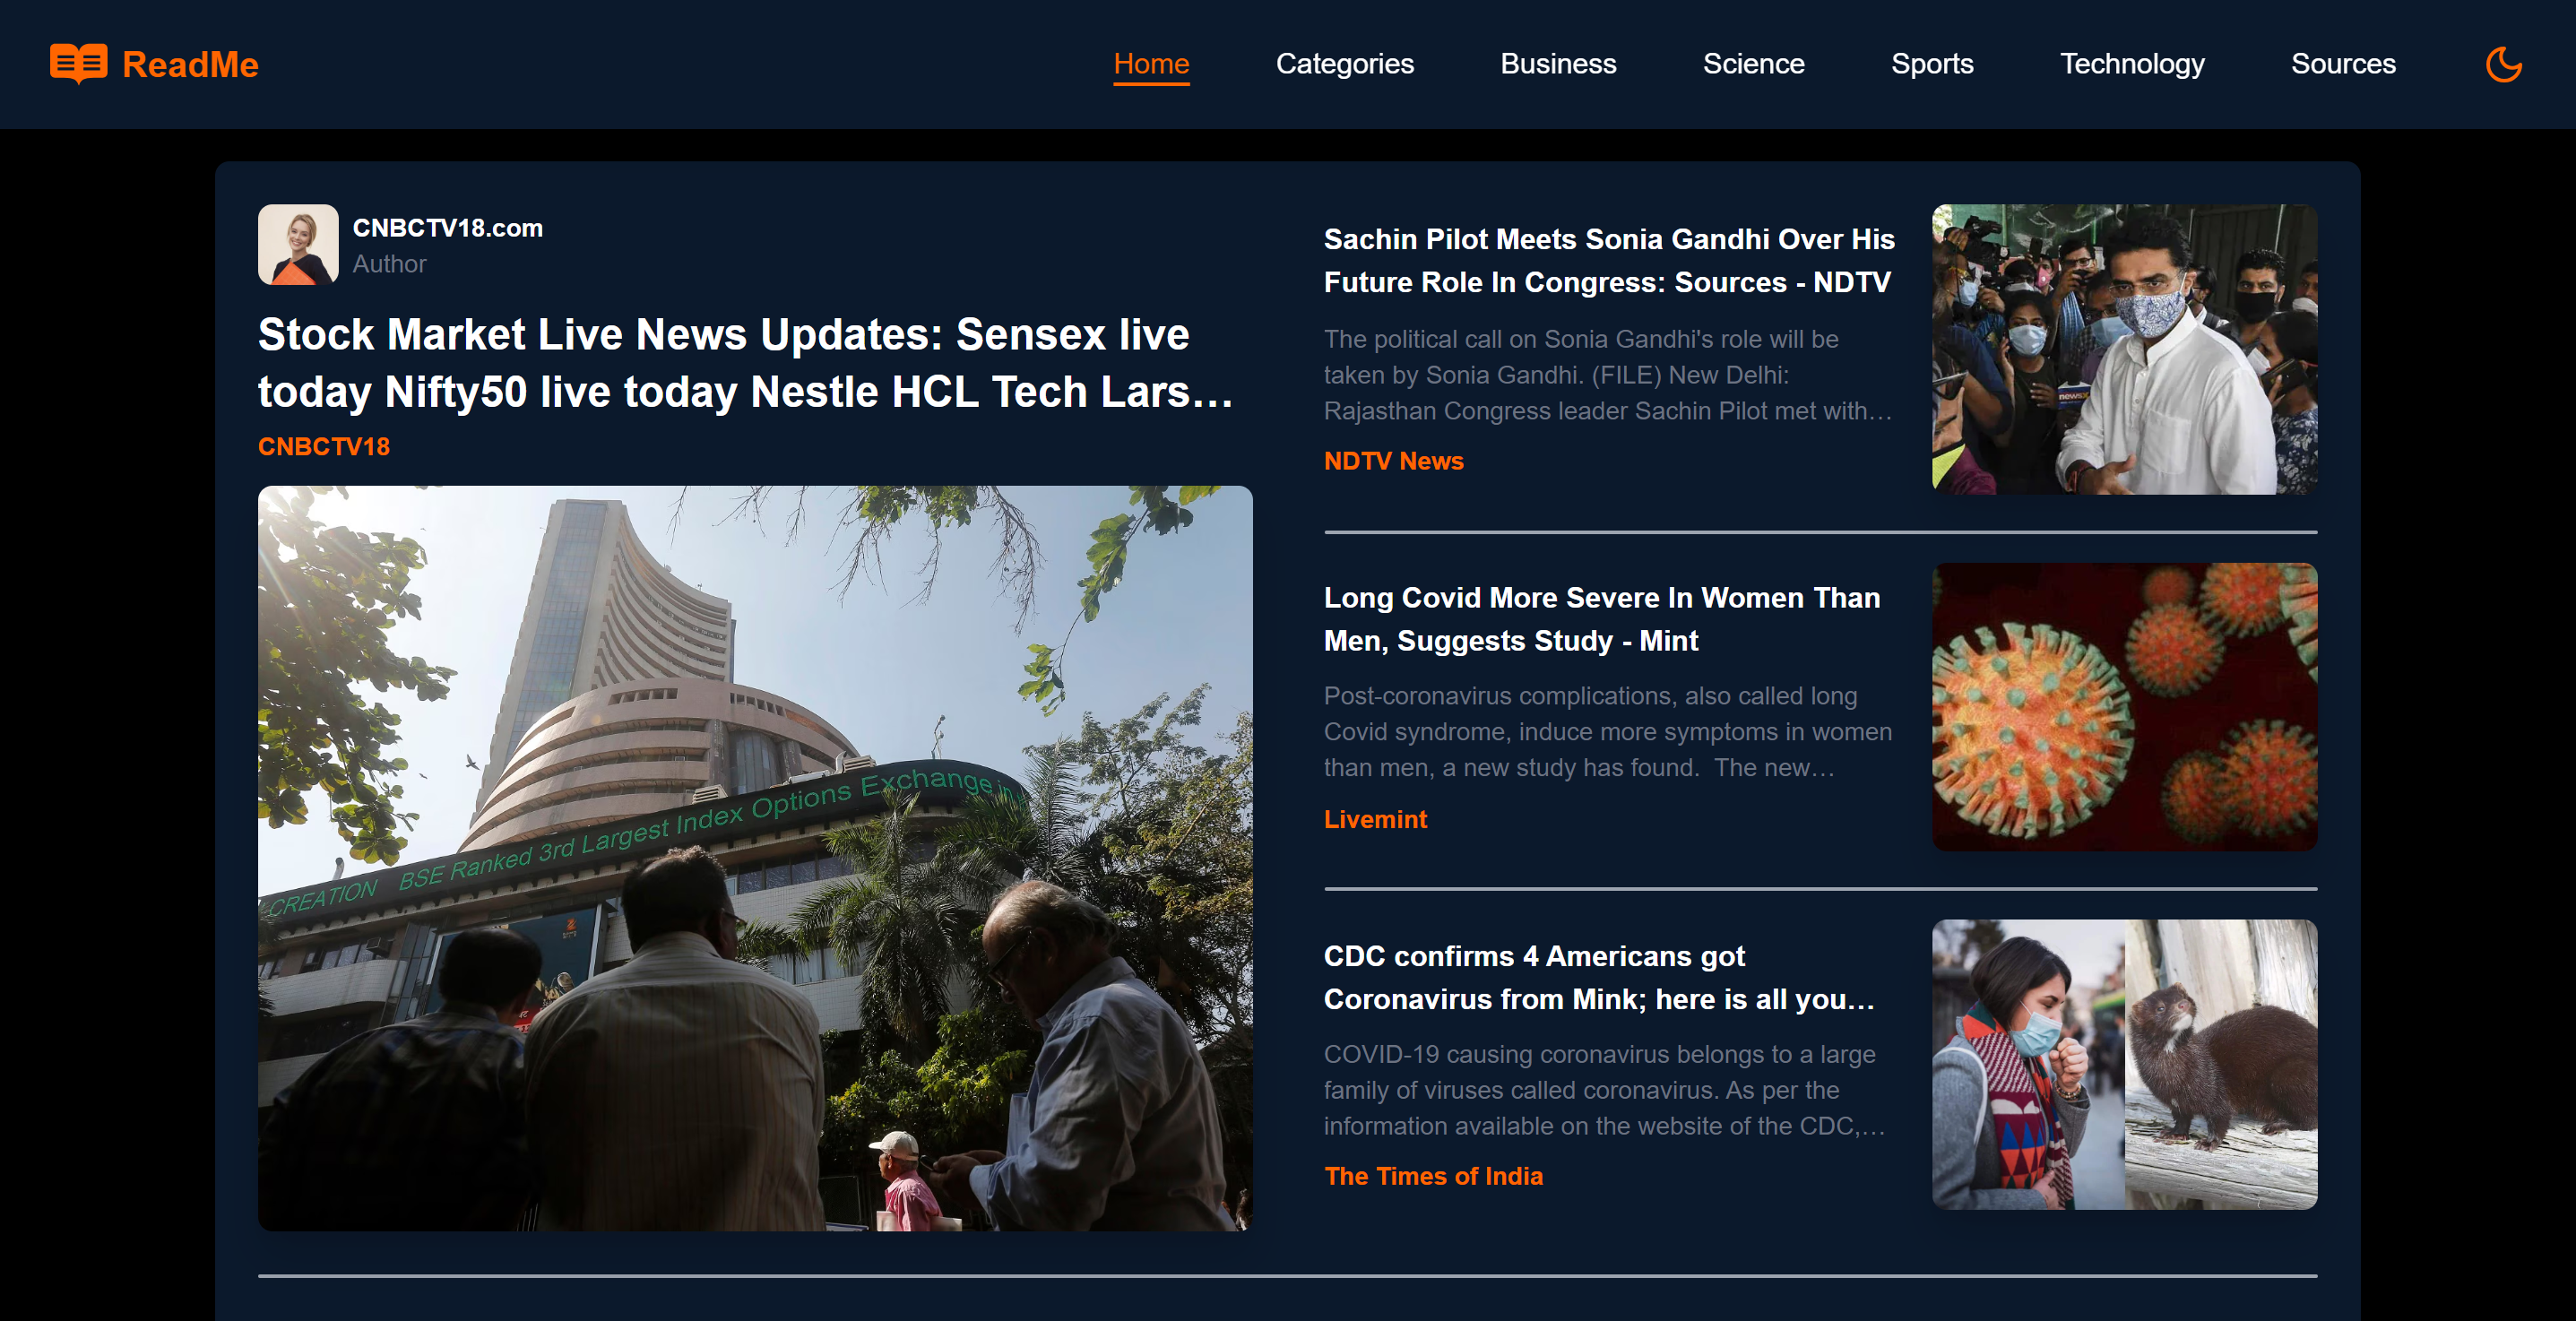 ReadMe
Home
Categories
Business
Science
Sports
Technology
Sources
CNBCTV18.com
Author
Stock Market Live News Updates: Sensex live
today Nifty50 live today Nestle HCL Tech Lars…
CNBCTV18
CREATION BSE Ranked 3rd Largest Index Options Exchange in
Sachin Pilot Meets Sonia Gandhi Over His
Future Role In Congress: Sources - NDTV
The political call on Sonia Gandhi's role will be
taken by Sonia Gandhi. (FILE) New Delhi:
Rajasthan Congress leader Sachin Pilot met with…
NDTV News
newsX
Long Covid More Severe In Women Than
Men, Suggests Study - Mint
Post-coronavirus complications, also called long
Covid syndrome, induce more symptoms in women
than men, a new study has found.  The new…
Livemint
CDC confirms 4 Americans got
Coronavirus from Mink; here is all you…
COVID-19 causing coronavirus belongs to a large
family of viruses called coronavirus. As per the
information available on the website of the CDC,…
The Times of India